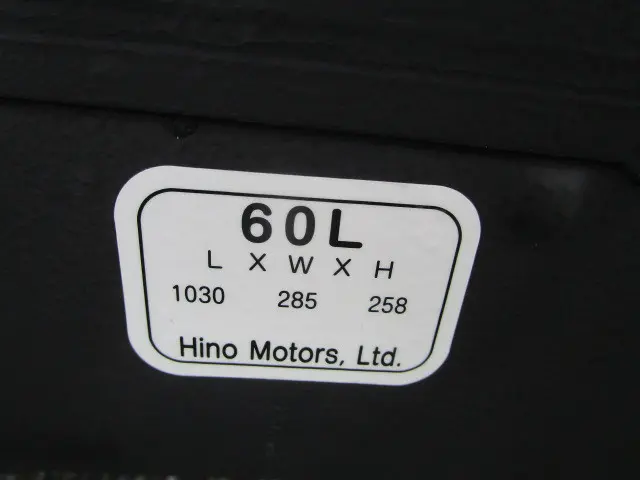 60L
L X W X H
1030 285 258
Hino Motors, Ltd.